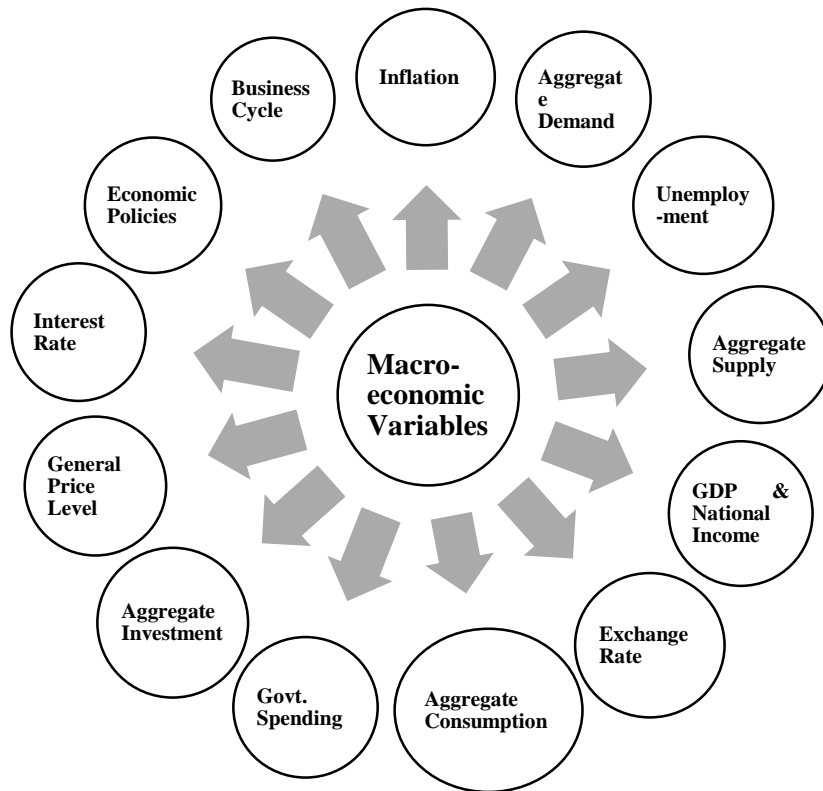 Inflation
Aggregat
e
Demand
Unemploy
-ment
Aggregate
Supply
GDP &
National
Income
Exchange
Rate
Aggregate
Consumption
Govt.
Spending
Aggregate
Investment
General
Price
Level
Interest
Rate
Economic
Policies
Business
Cycle
Macro-
economic
Variables